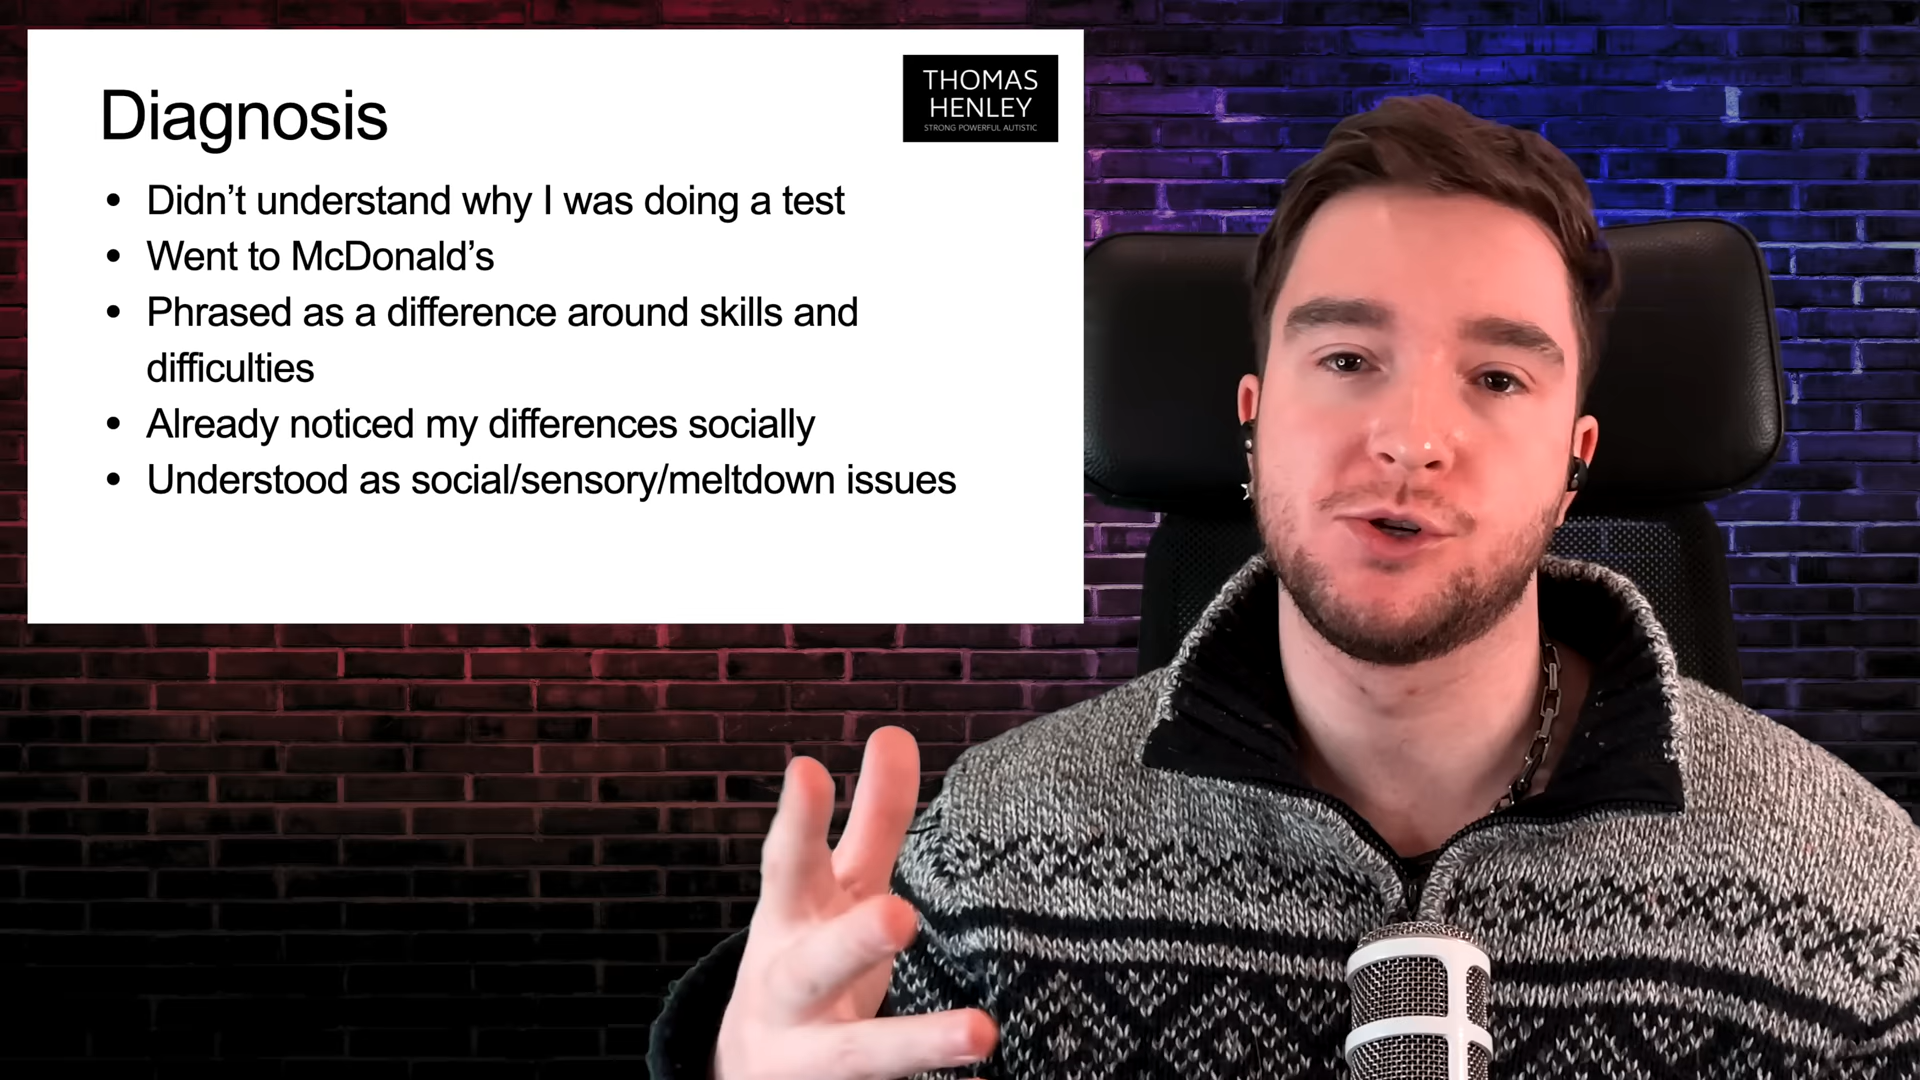 THOMAS
HENLEY
STRONG POWERFUL AUTISTIC
Diagnosis
• Didn’t understand why I was doing a test
• Went to McDonald’s
• Phrased as a difference around skills and
difficulties
• Already noticed my differences socially
• Understood as social/sensory/meltdown issues